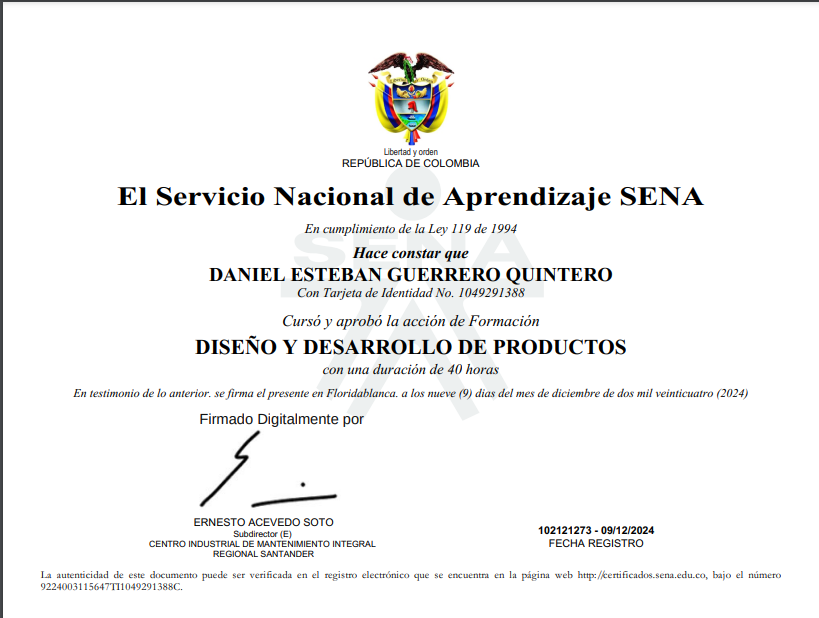 Libertad y orden
REPÚBLICA DE COLOMBIA
El Servicio Nacional de Aprendizaje SENA
En cumplimiento de la Ley 119 de 1994
SENA
Hace constar que
DANIEL ESTEBAN GUERRERO QUINTERO
Con Tarjeta de Identidad No. 1049291388
Cursó y aprobó la acción de Formación
DISEÑO Y DESARROLLO DE PRODUCTOS
con una duración de 40 horas
En testimonio de lo anterior. se firma el presente en Floridablanca. a los nueve (9) dias del mes de diciembre de dos mil veinticuatro (2024)
Firmado Digitalmente por
ERNESTO ACEVEDO SOTO
Subdirector (E)
CENTRO INDUSTRIAL DE MANTENIMIENTO INTEGRAL
REGIONAL SANTANDER
102121273 - 09/12/2024
FECHA REGISTRO
La autenticidad de este documento puede ser verificada en el registro electrónico que se encuentra en la página web http://certificados.sena.edu.co, bajo el número
9224003115647TI1049291388C.